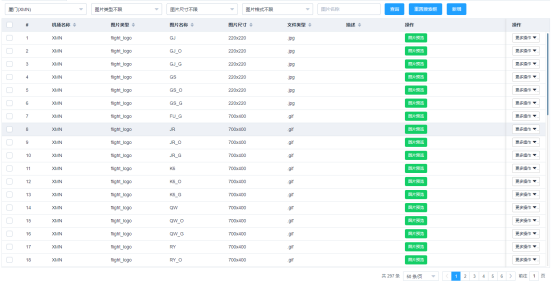 厦门(XMN) 图片类型不限 图片尺寸不限 图片格式不限 图片名称 查询 重置查询条件 新增
# 机场名称 图片类型 图片名称 图片尺寸 文件类型 描述 操作 操作
1 XMN flight_logo GJ 220x220 .jpg 图片预览 更多操作
2 XMN flight_logo GJ_O 220x220 .jpg 图片预览 更多操作
3 XMN flight_logo GJ_G 220x220 .jpg 图片预览 更多操作
4 XMN flight_logo GS 220x220 .jpg 图片预览 更多操作
5 XMN flight_logo GS_O 220x220 .jpg 图片预览 更多操作
6 XMN flight_logo GS_G 220x220 .jpg 图片预览 更多操作
7 XMN flight_logo FU_G 700x400 .gif 图片预览 更多操作
8 XMN flight_logo JR 700x400 .gif 图片预览 更多操作
9 XMN flight_logo JR_O 700x400 .gif 图片预览 更多操作
10 XMN flight_logo JR_G 700x400 .gif 图片预览 更多操作
11 XMN flight_logo K6 700x400 .gif 图片预览 更多操作
12 XMN flight_logo K6_O 700x400 .gif 图片预览 更多操作
13 XMN flight_logo K6_G 700x400 .gif 图片预览 更多操作
14 XMN flight_logo QW 700x400 .gif 图片预览 更多操作
15 XMN flight_logo QW_O 700x400 .gif 图片预览 更多操作
16 XMN flight_logo QW_G 700x400 .gif 图片预览 更多操作
17 XMN flight_logo RY 700x400 .gif 图片预览 更多操作
18 XMN flight_logo RY_O 700x400 .gif 图片预览 更多操作
共 297 条 50 条/页 1 2 3 4 5 6 前往 1 页